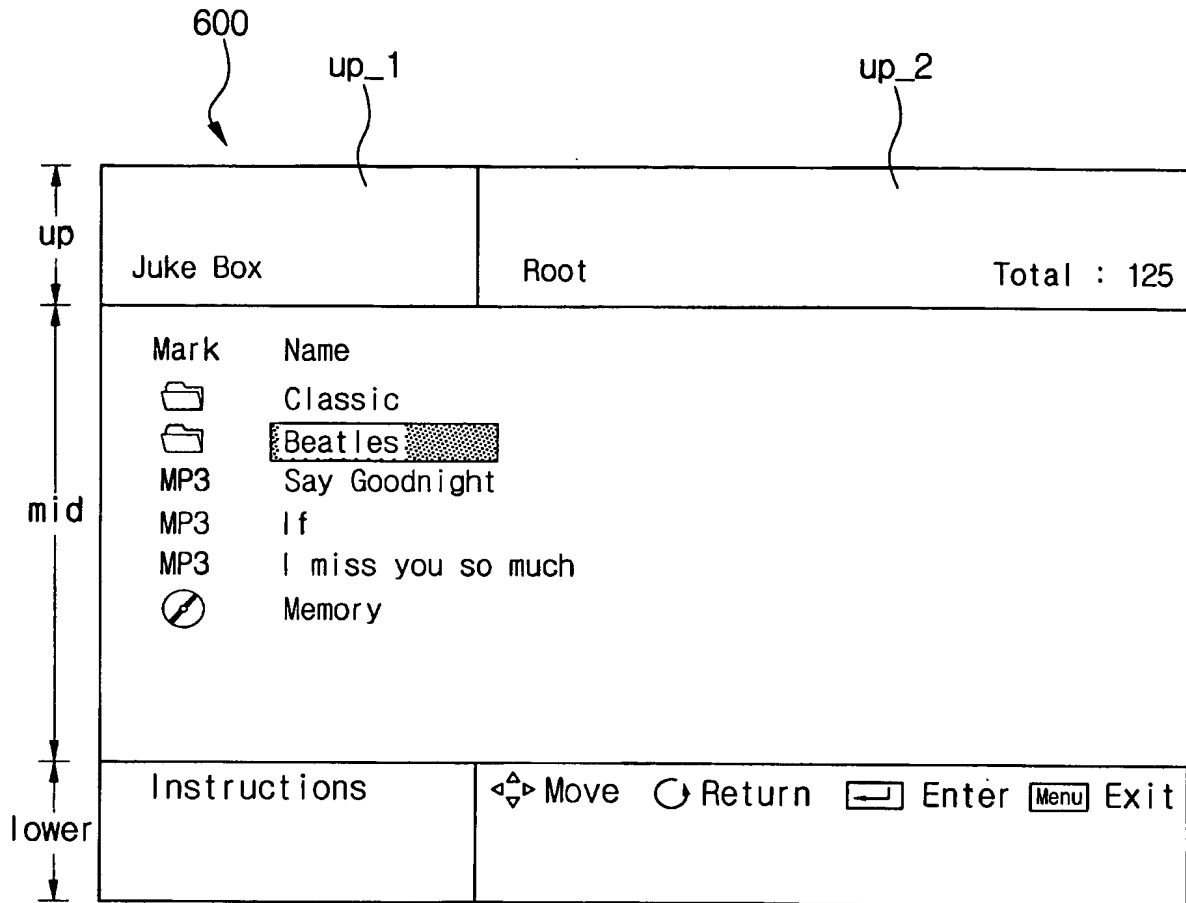 600
up_1 up_2
up
Juke Box Root Total : 125
Mark Name
Classic
Beatles
MP3 Say Goodnight
mid
MP3 If
MP3 I miss you so much
Memory
Instructions Move Return Enter Menu Exit
lower